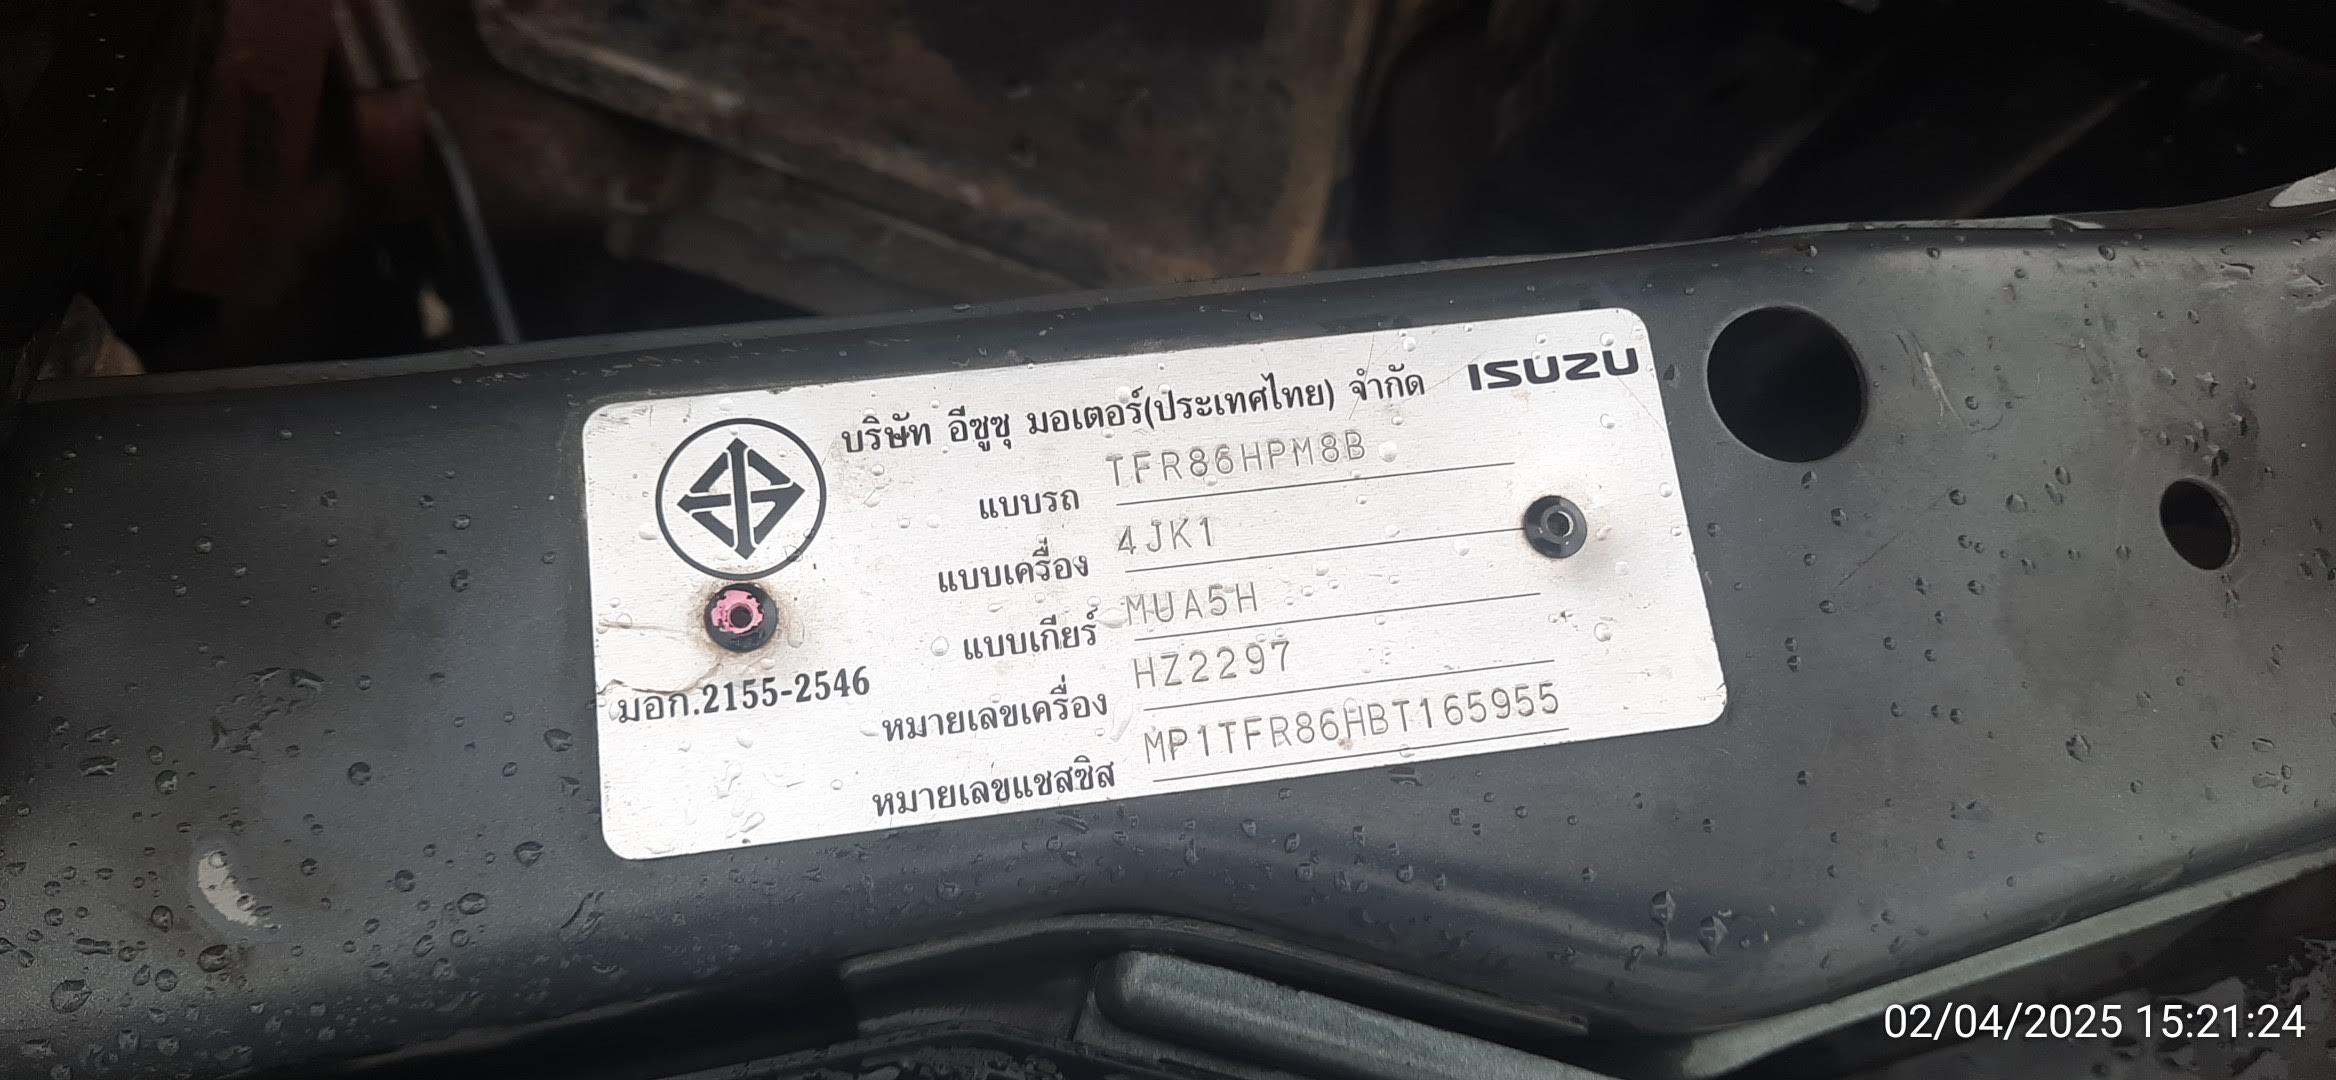 บริษัท อีซูซุ มอเตอร์(ประเทศไทย) จำกัด ISUZU
แบบรถ TFR86HPM8B
แบบเครื่อง 4JK1
แบบเกียร์ MUA5H
มอก.2155-2546
หมายเลขเครื่อง HZ2297
หมายเลขแชสซิส MP1TFR86HBT165955
02/04/2025 15:21:24